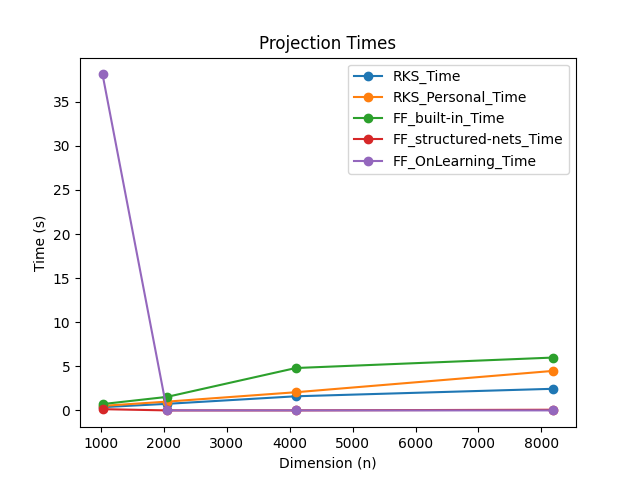 Projection Times
RKS_Time
RKS_Personal_Time
FF_built-in_Time
FF_structured-nets_Time
FF_OnLearning_Time
Time (s)
35
30
25
20
15
10
5
0
1000 2000 3000 4000 5000 6000 7000 8000
Dimension (n)